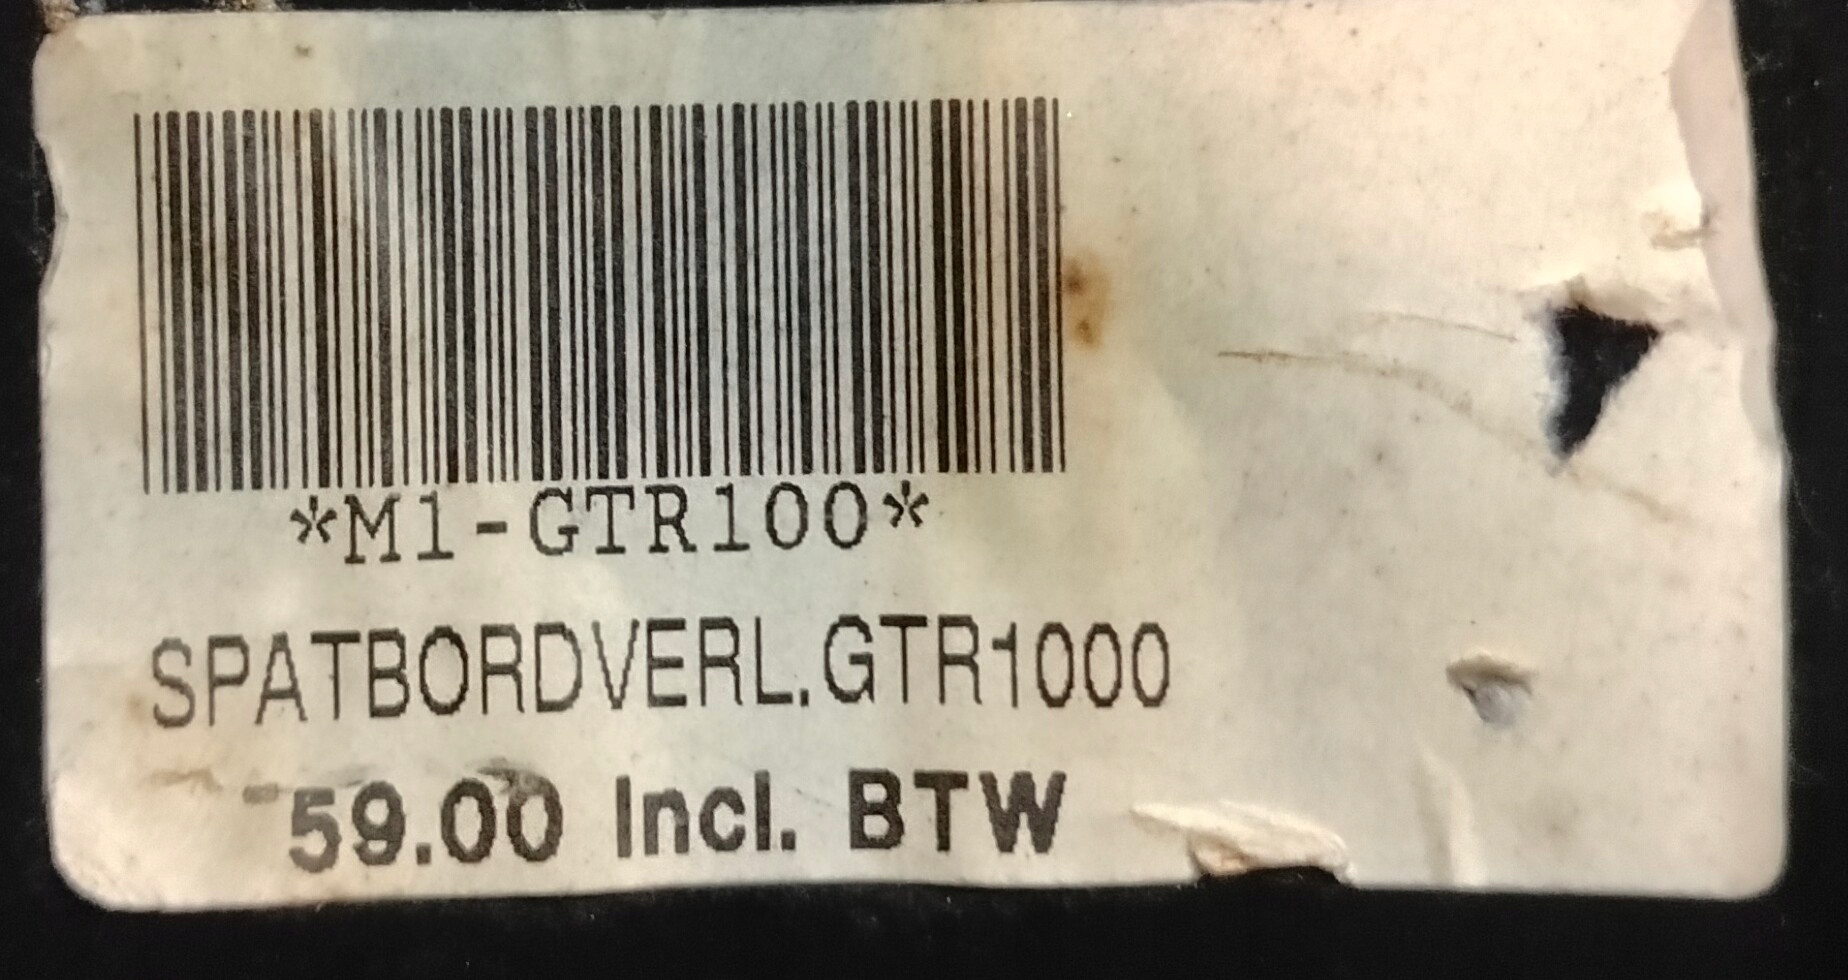 *M1-GTR100*
SPATBORDVERL.GTR1000
59.00 Incl. BTW